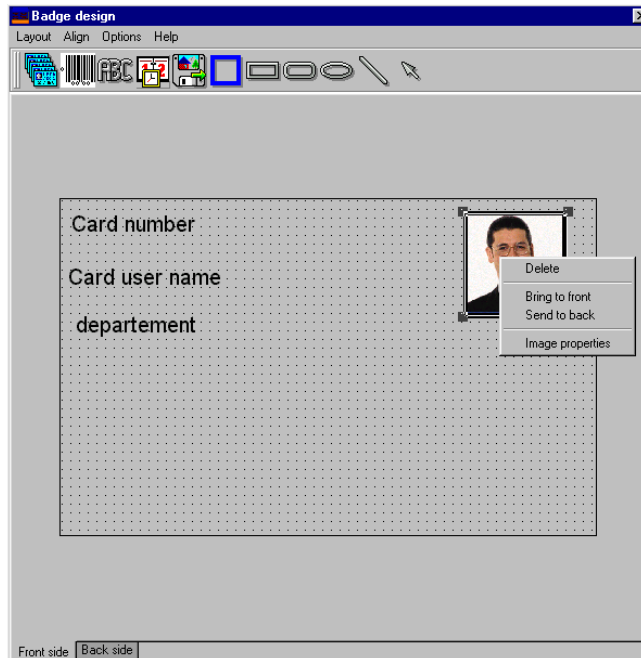 Badge design
Layout Align Options Help
ABC
Card number
Card user name
departement
Delete
Bring to front
Send to back
Image properties
Front side Back side